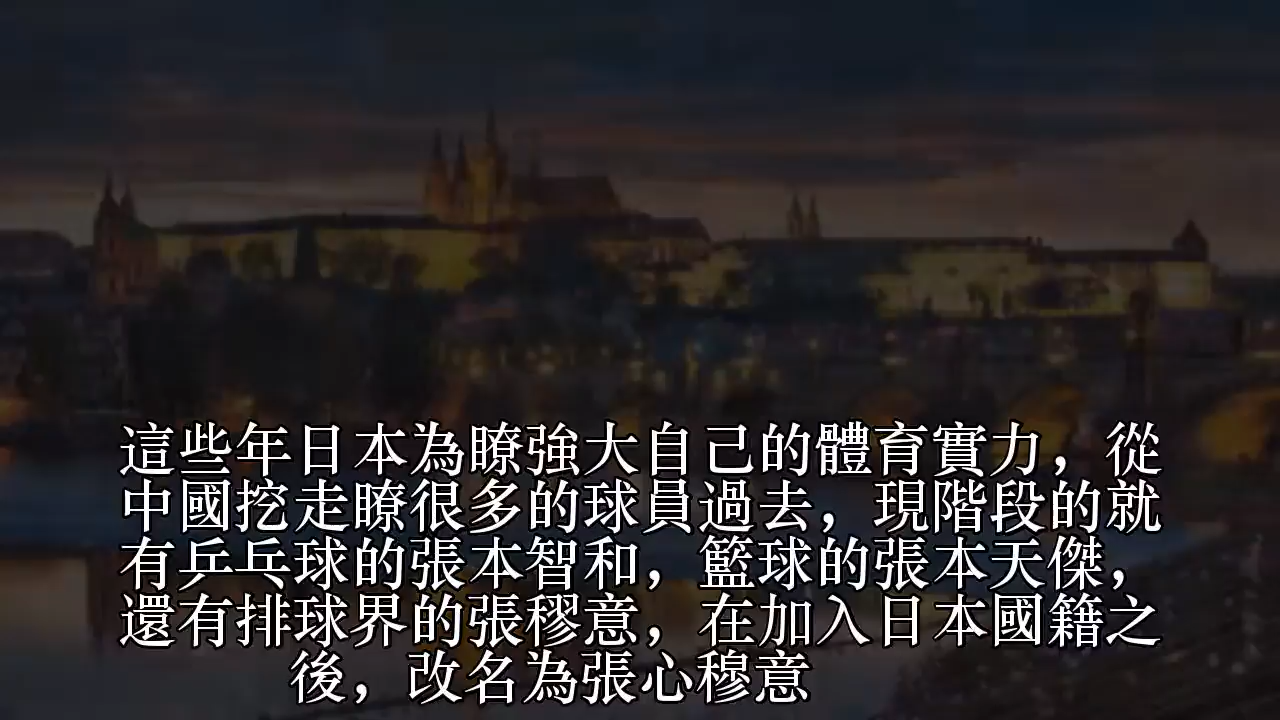 這些年日本為瞭強大自己的體育實力，從
中國挖走瞭很多的球員過去，現階段的就
有乒乓球的張本智和，籃球的張本天傑，
還有排球界的張穆意，在加入日本國籍之
後，改名為張心穆意